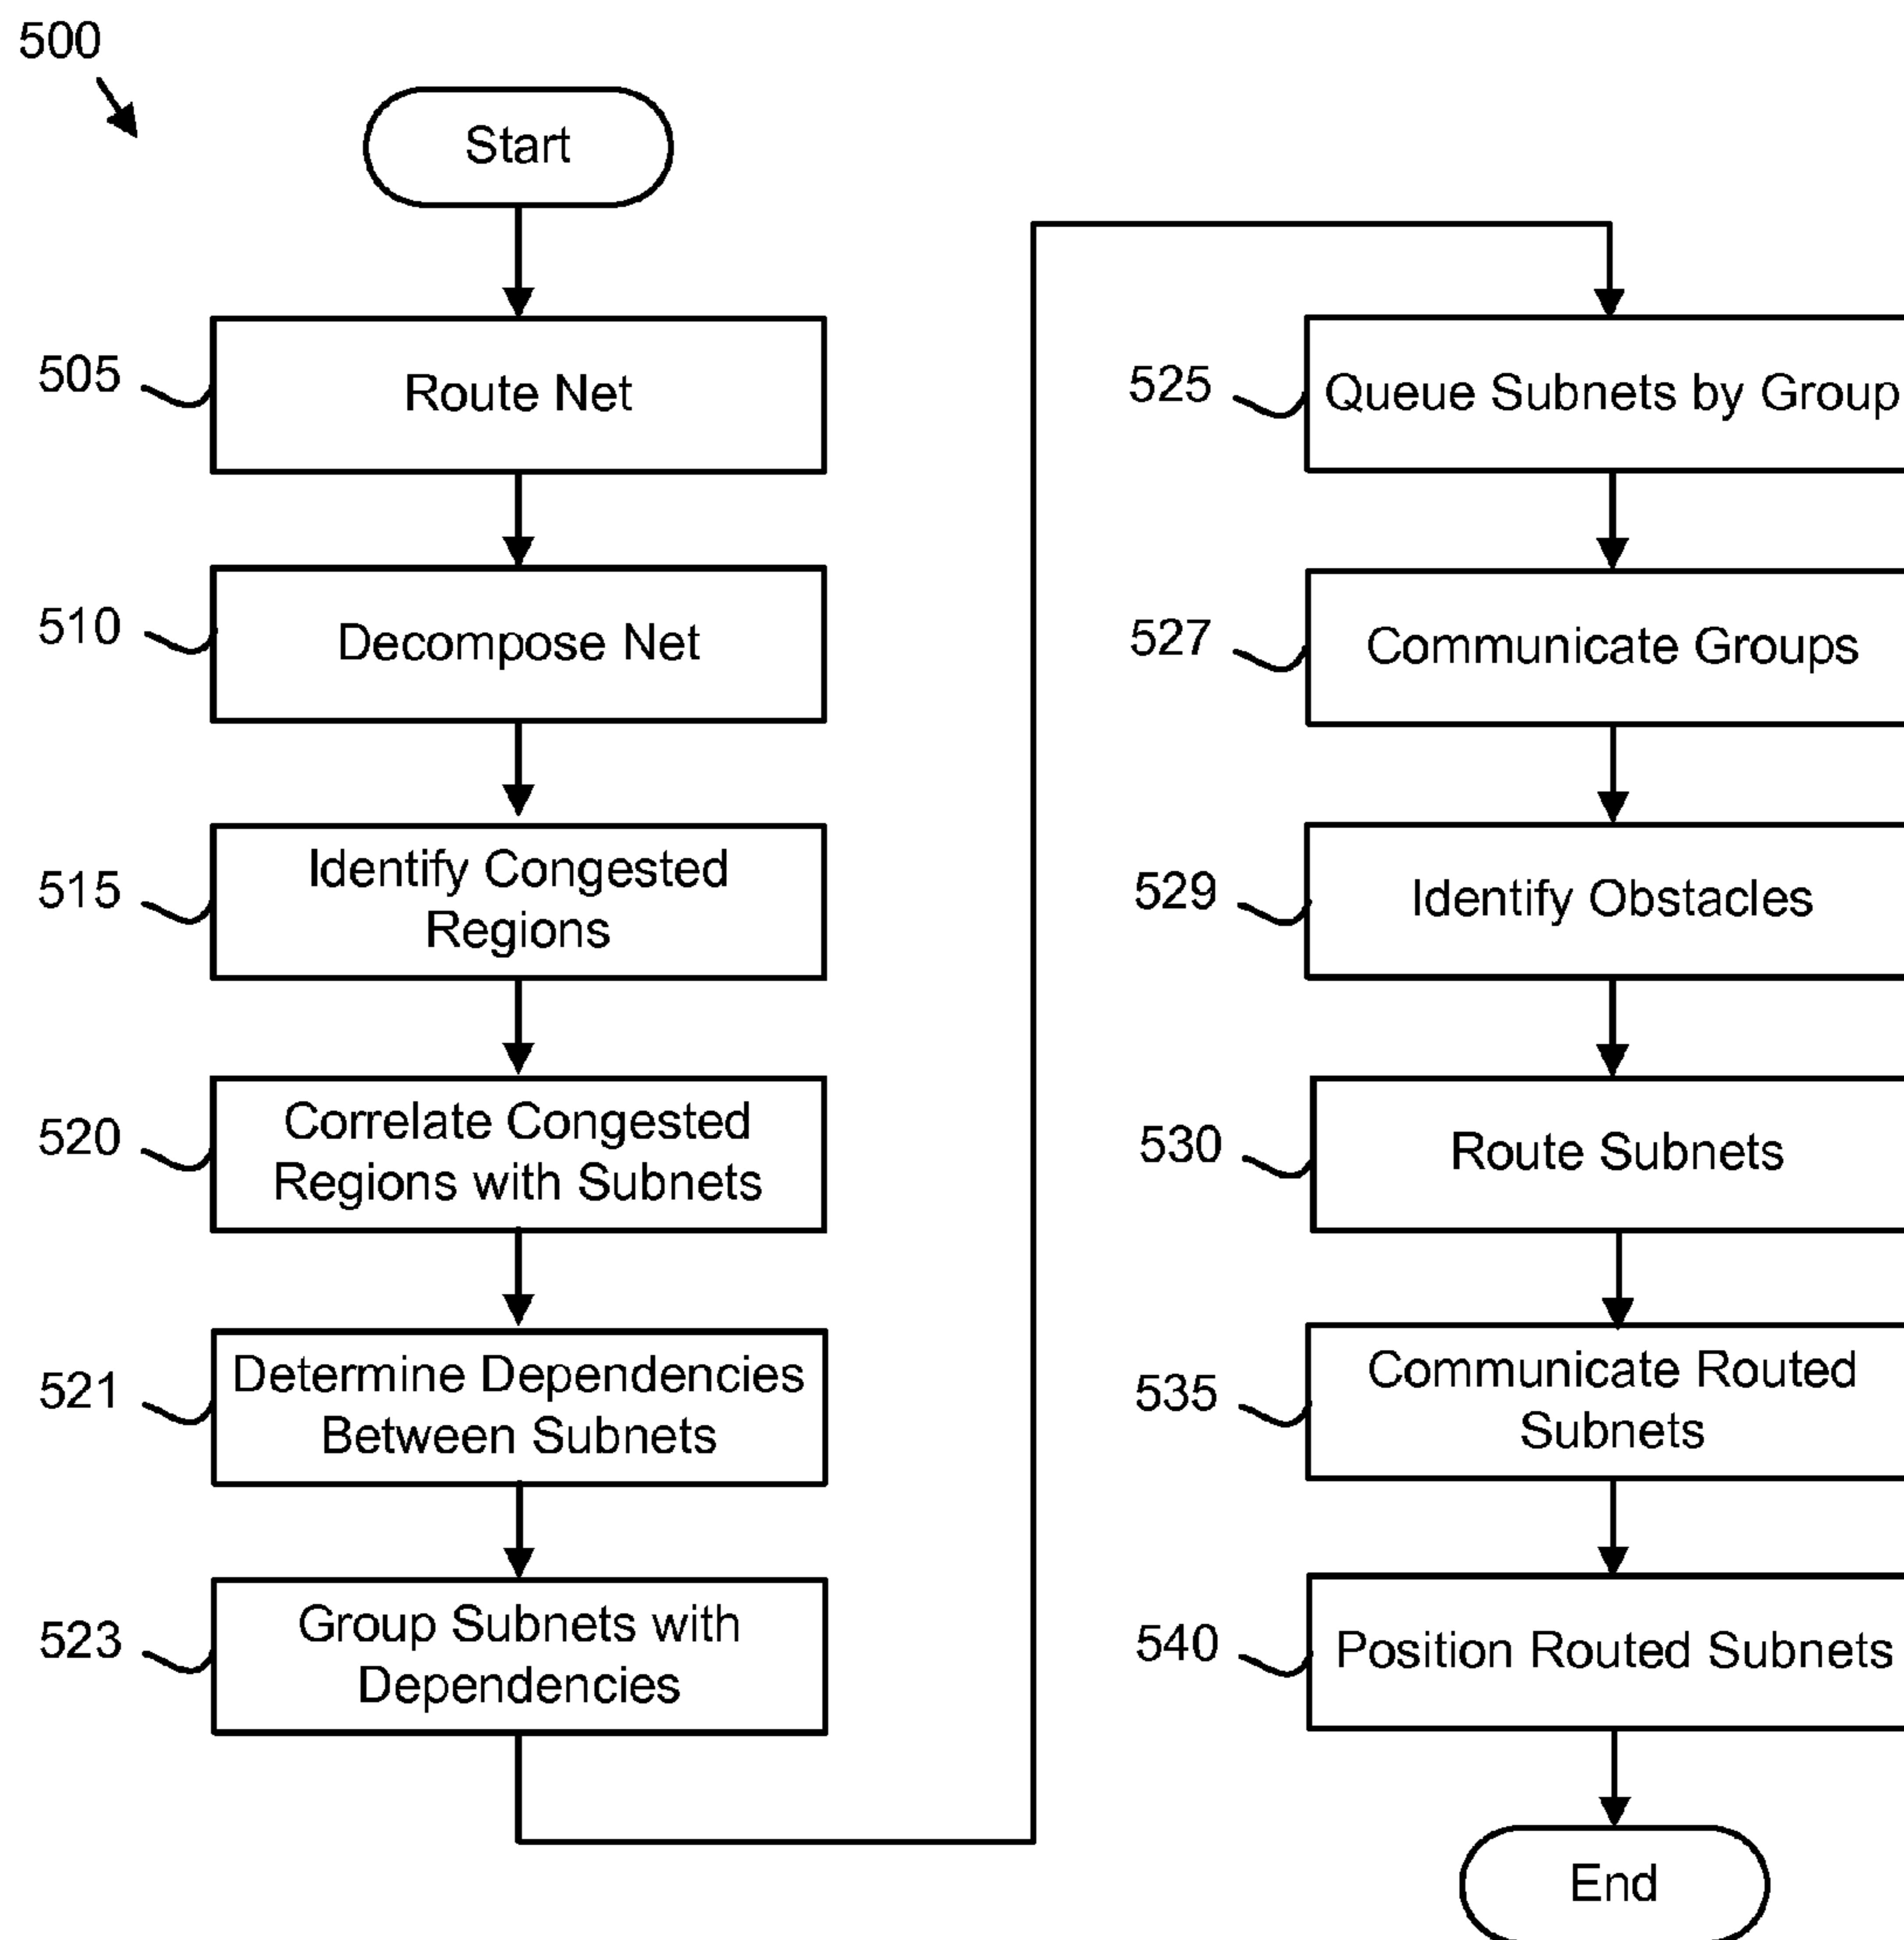 500
Start
505
Route Net
510
Decompose Net
515
Identify Congested
Regions
520
Correlate Congested
Regions with Subnets
521
Determine Dependencies
Between Subnets
523
Group Subnets with
Dependencies
525
Queue Subnets by Group
527
Communicate Groups
529
Identify Obstacles
530
Route Subnets
535
Communicate Routed
Subnets
540
Position Routed Subnets
End